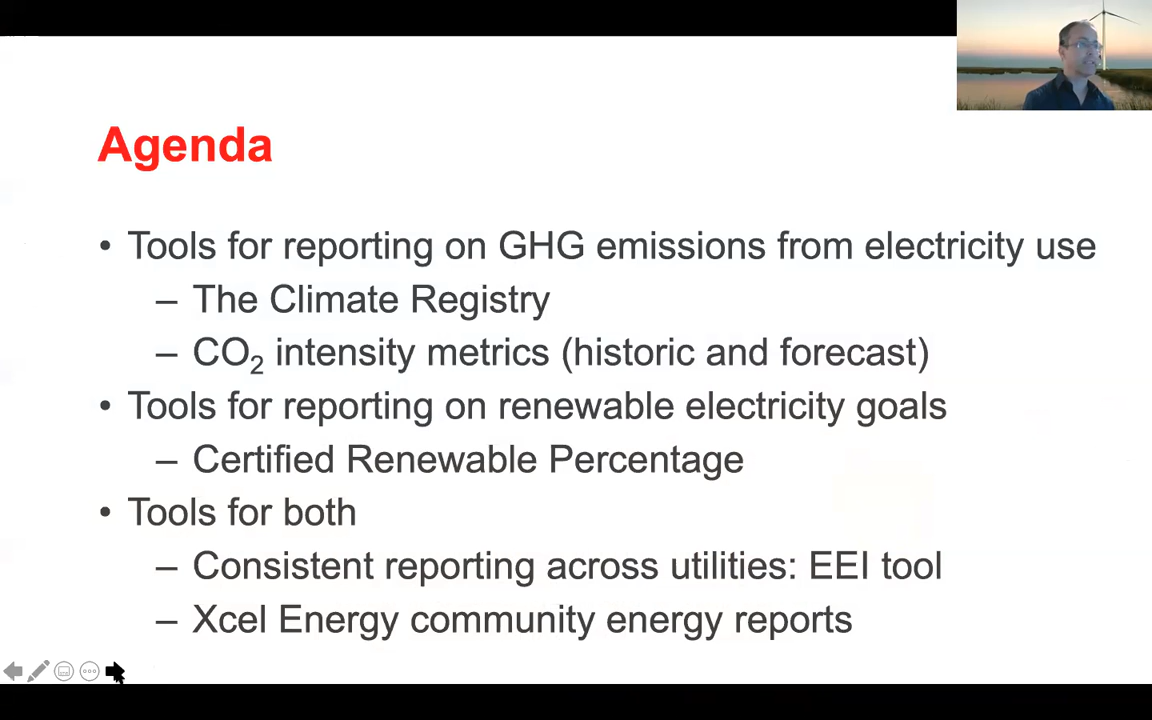 Agenda
• Tools for reporting on GHG emissions from electricity use
– The Climate Registry
– CO₂ intensity metrics (historic and forecast)
• Tools for reporting on renewable electricity goals
– Certified Renewable Percentage
• Tools for both
– Consistent reporting across utilities: EEI tool
– Xcel Energy community energy reports